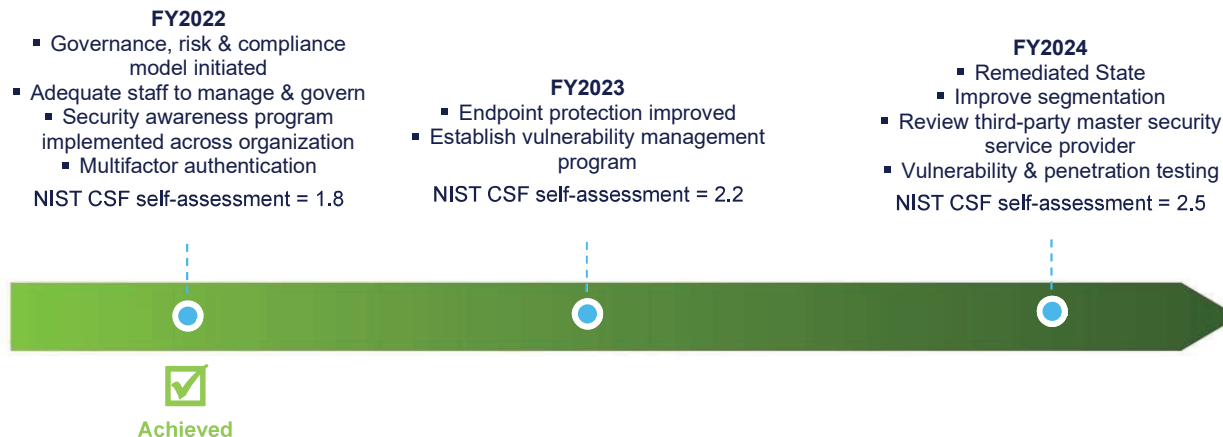 FY2022
▪ Governance, risk & compliance
model initiated
▪ Adequate staff to manage & govern
▪ Security awareness program
implemented across organization
▪ Multifactor authentication
NIST CSF self-assessment = 1.8
FY2023
▪ Endpoint protection improved
▪ Establish vulnerability management
program
NIST CSF self-assessment = 2.2
FY2024
▪ Remediated State
▪ Improve segmentation
▪ Review third-party master security
service provider
▪ Vulnerability & penetration testing
NIST CSF self-assessment = 2.5
Achieved